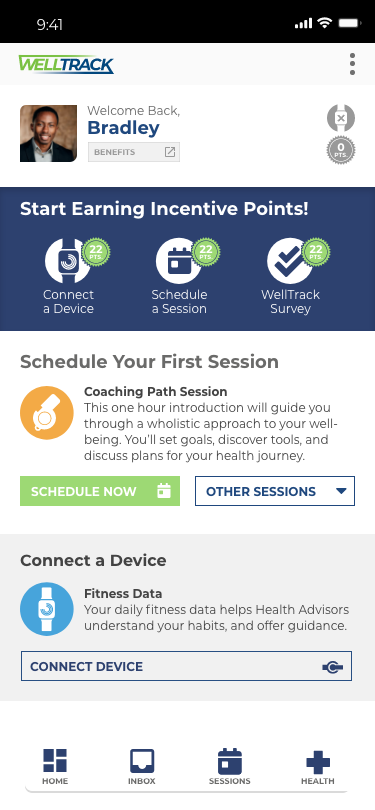 9:41
WELLTRACK
Welcome Back,
Bradley
BENEFITS
0
PTS.
Start Earning Incentive Points!
22
PTS.
22
PTS.
22
PTS.
Connect
a Device
Schedule
a Session
WellTrack
Survey
Schedule Your First Session
Coaching Path Session
This one hour introduction will guide you
through a wholistic approach to your well-
being. You'll set goals, discover tools, and
discuss plans for your health journey.
SCHEDULE NOW
OTHER SESSIONS
Connect a Device
Fitness Data
Your daily fitness data helps Health Advisors
understand your habits, and offer guidance.
CONNECT DEVICE
HOME
INBOX
SESSIONS
HEALTH